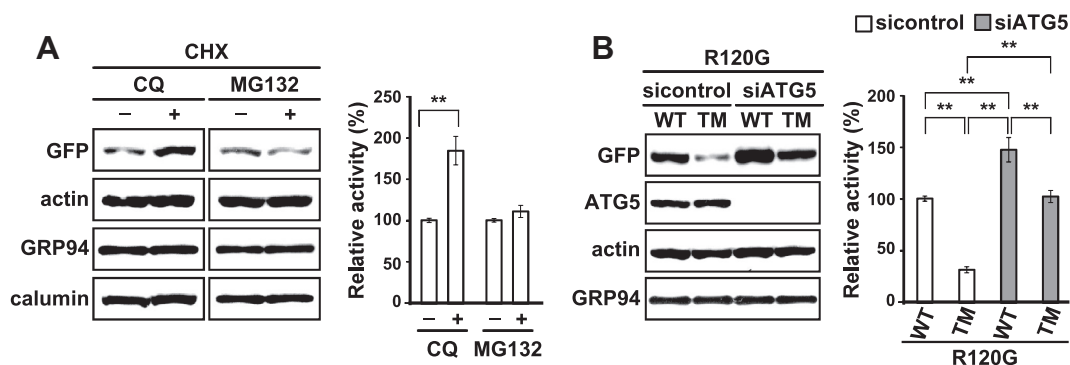 A
CHX
CQ MG132
− + − +
GFP
actin
GRP94
calumin
Relative activity (%)
250
200
150
100
50
0
**
− + − +
CQ MG132
B
R120G
sicontrol siATG5
WT TM WT TM
GFP
ATG5
actin
GRP94
sicontrol siATG5
Relative activity (%)
200
150
100
50
0
**
**
** ** **
WT TM WT TM
R120G